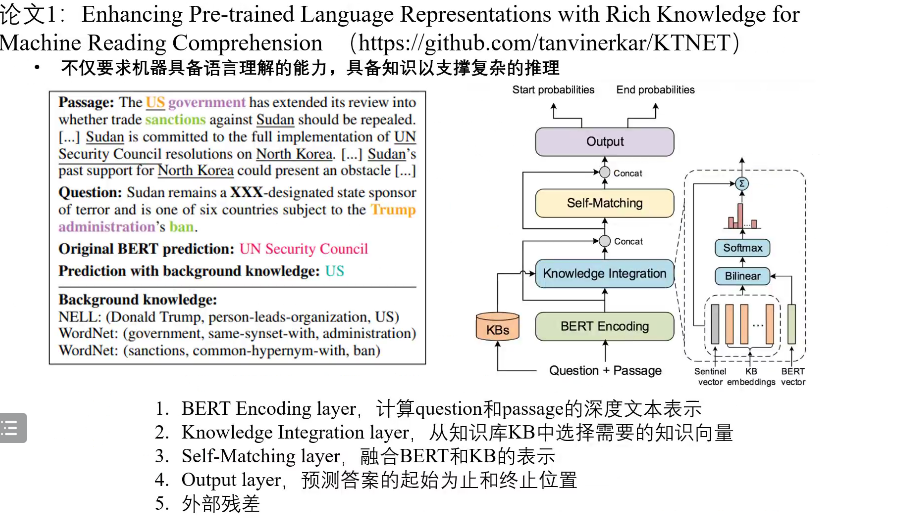 论文1：Enhancing Pre-trained Language Representations with Rich Knowledge for
Machine Reading Comprehension （https://github.com/tanvinerkar/KTNET）
• 不仅要求机器具备语言理解的能力，具备知识以支撑复杂的推理
Passage: The US government has extended its review into
whether trade sanctions against Sudan should be repealed.
[...] Sudan is committed to the full implementation of UN
Security Council resolutions on North Korea. [...] Sudan's
past support for North Korea could present an obstacle [...]
Question: Sudan remains a XXX-designated state sponsor
of terror and is one of six countries subject to the Trump
administration's ban.
Original BERT prediction: UN Security Council
Prediction with background knowledge: US
Background knowledge:
NELL: (Donald Trump, person-leads-organization, US)
WordNet: (government, same-synset-with, administration)
WordNet: (sanctions, common-hypernym-with, ban)
Start probabilities
End probabilities
Output
Concat
Self-Matching
Concat
Knowledge Integration
KBs
BERT Encoding
Question + Passage
Σ
...
Softmax
Bilinear
...
Sentinel
vector
KB
embeddings
BERT
vector
1. BERT Encoding layer，计算question和passage的深度文本表示
2. Knowledge Integration layer，从知识库KB中选择需要的知识向量
3. Self-Matching layer，融合BERT和KB的表示
4. Output layer，预测答案的起始为止和终止位置
5. 外部残差